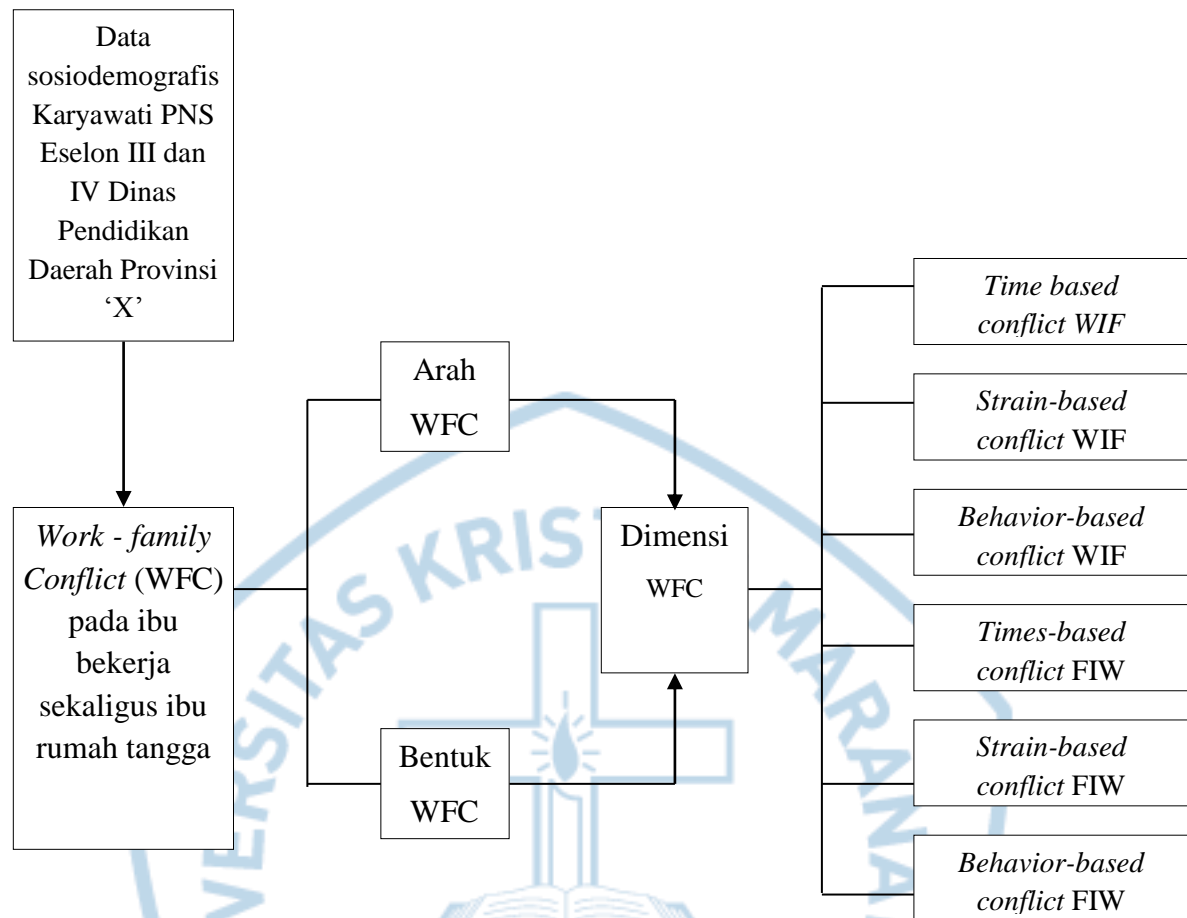 Data
sosiodemografis
Karyawati PNS
Eselon III dan
IV Dinas
Pendidikan
Daerah Provinsi
‘X’
Work - family
Conflict (WFC)
pada ibu
bekerja
sekaligus ibu
rumah tangga
Arah
WFC
Bentuk
WFC
Dimensi
WFC
Time based
conflict WIF
Strain-based
conflict WIF
Behavior-based
conflict WIF
Times-based
conflict FIW
Strain-based
conflict FIW
Behavior-based
conflict FIW